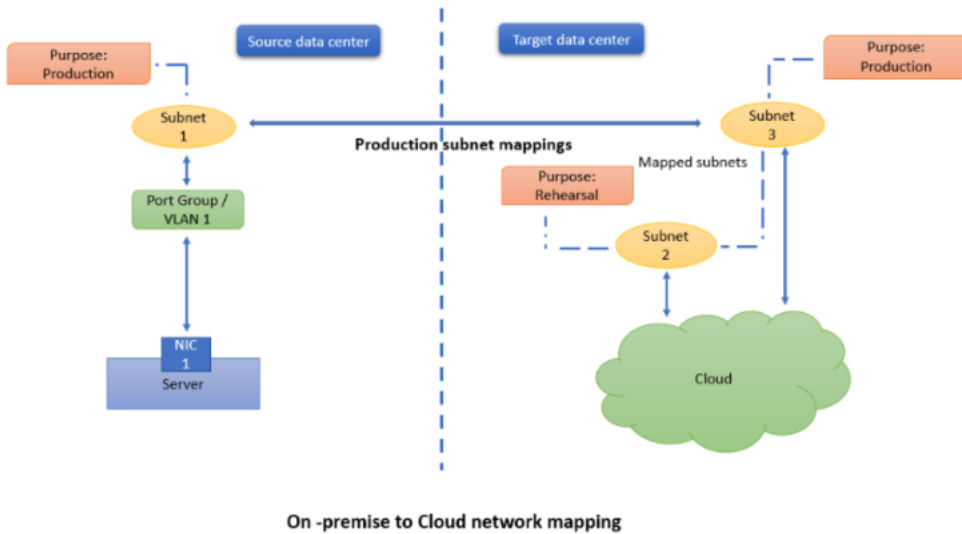 Source data center
Target data center
Purpose:
Production
Purpose:
Production
Subnet
1
Subnet
3
Production subnet mappings
Mapped subnets
Purpose:
Rehearsal
Port Group /
VLAN 1
Subnet
2
NIC
1
Server
Cloud
On -premise to Cloud network mapping